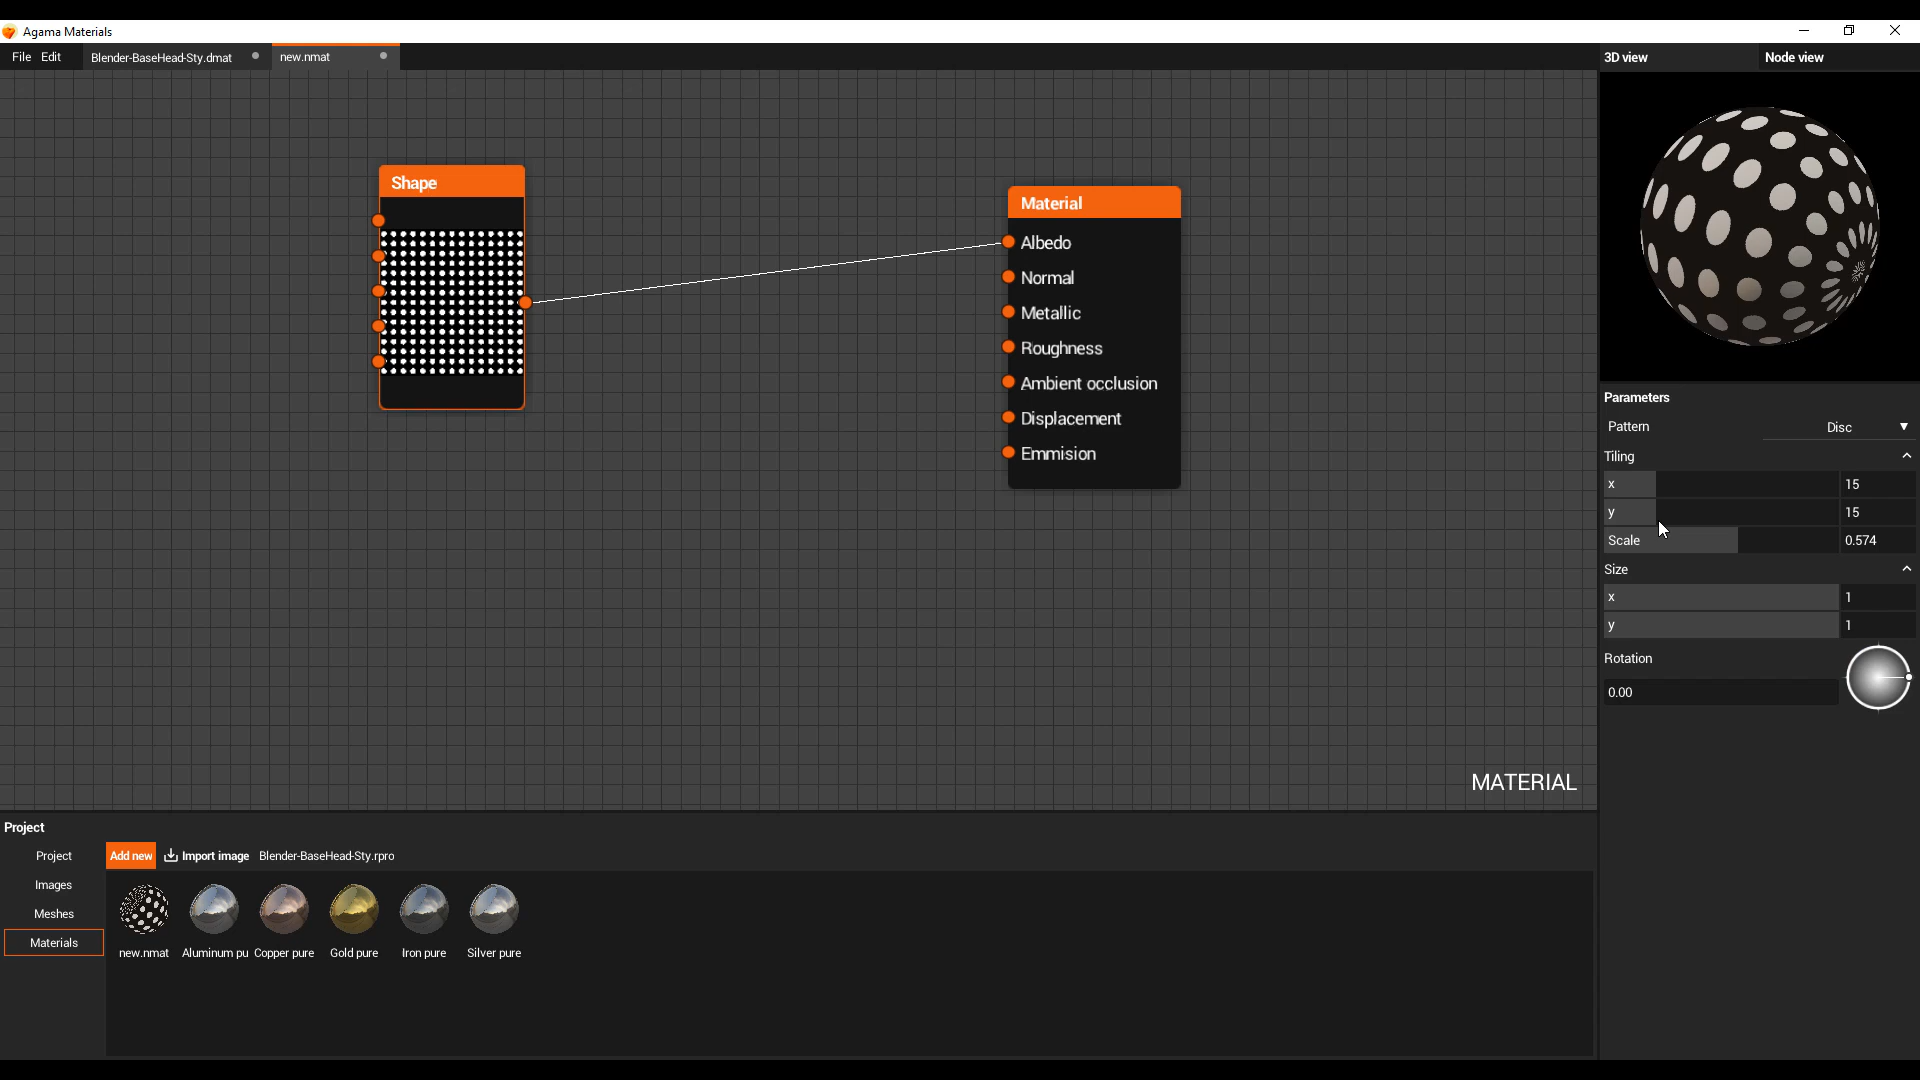 Agama Materials
File Edit Blender-BaseHead-Sty.dmat new.nmat
3D view Node view
Shape
Material
Albedo
Normal
Metallic
Roughness
Ambient occlusion
Displacement
Emmision
MATERIAL
Parameters
Pattern Disc
Tiling
x 15
y 15
Scale 0.574
Size
x 1
y 1
Rotation
0.00
Project
Project
Images
Meshes
Materials
Add new Import image Blender-BaseHead-Sty.rpro
new.nmat Aluminum pu Copper pure Gold pure Iron pure Silver pure